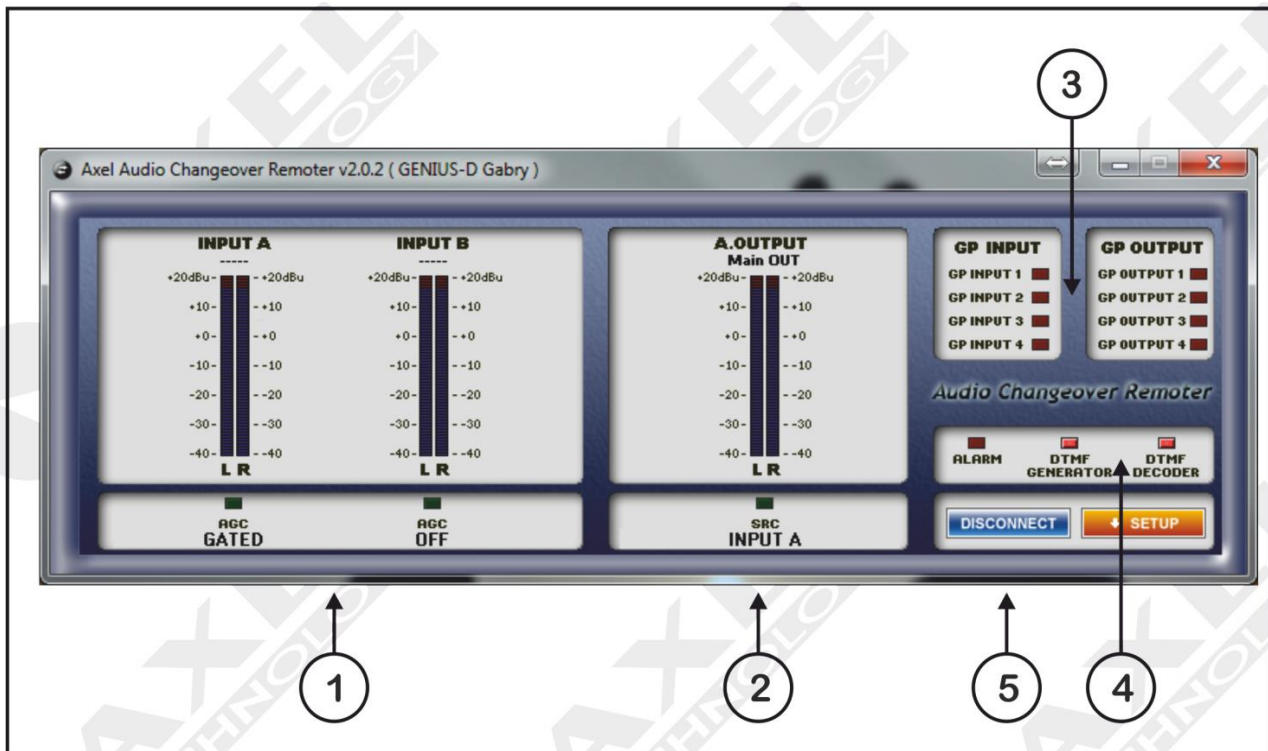 3
Axel Audio Changeover Remoter v2.0.2 ( GENIUS-D Gabry )
INPUT A
-----
+20dBu- - +20dBu
+10- - +10
+0- - +0
-10- - -10
-20- - -20
-30- - -30
-40- - -40
L R
INPUT B
-----
+20dBu- - +20dBu
+10- - +10
+0- - +0
-10- - -10
-20- - -20
-30- - -30
-40- - -40
L R
AGC
GATED
AGC
OFF
A.OUTPUT
Main OUT
+20dBu- - +20dBu
+10- - +10
+0- - +0
-10- - -10
-20- - -20
-30- - -30
-40- - -40
L R
SRC
INPUT A
GP INPUT
GP INPUT 1
GP INPUT 2
GP INPUT 3
GP INPUT 4
GP OUTPUT
GP OUTPUT 1
GP OUTPUT 2
GP OUTPUT 3
GP OUTPUT 4
Audio Changeover Remoter
ALARM
DTMF
GENERATOR
DTMF
DECODER
DISCONNECT
SETUP
1
2
5
4